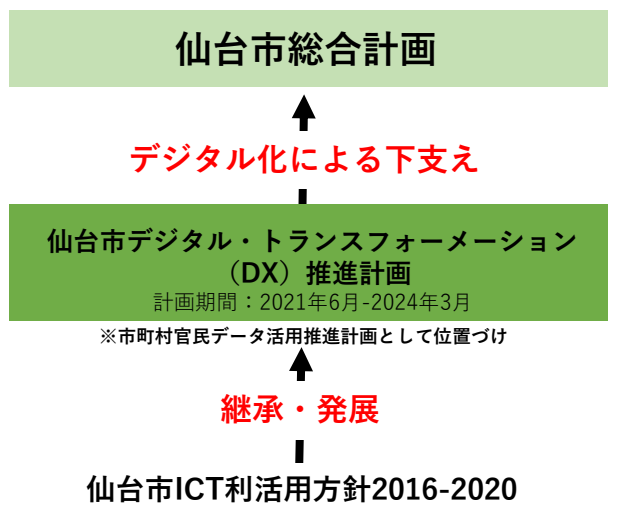 仙台市総合計画
デジタル化による下支え
仙台市デジタル・トランスフォーメーション
（DX）推進計画
計画期間：2021年6月-2024年3月
※市町村官民データ活用推進計画として位置づけ
継承・発展
仙台市ICT利活用方針2016-2020